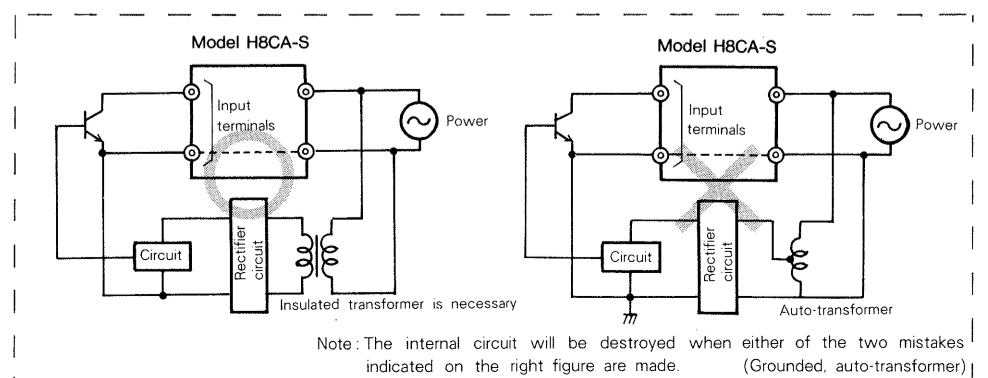 Model H8CA-S
Input
terminals
Power
Circuit
Rectifier
circuit
Insulated transformer is necessary
Model H8CA-S
Input
terminals
Power
Circuit
Rectifier
circuit
Auto-transformer
Note : The internal circuit will be destroyed when either of the two mistakes
indicated on the right figure are made. (Grounded, auto-transformer)